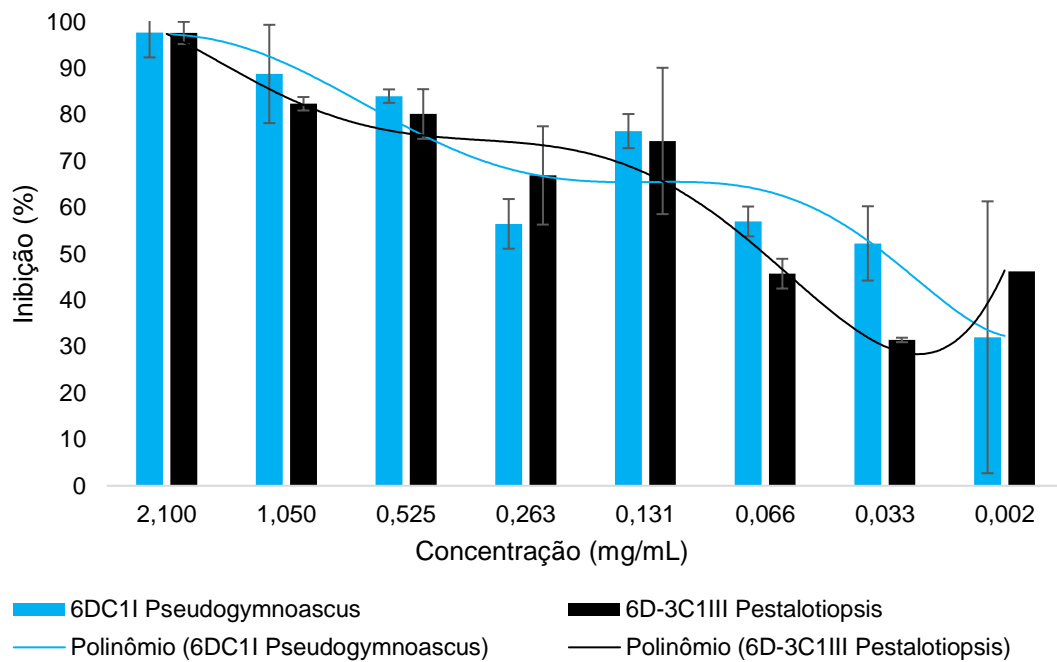 100
90
80
70
60
50
40
30
20
10
0
Inibição (%)
2,100 1,050 0,525 0,263 0,131 0,066 0,033 0,002
Concentração (mg/mL)
6DC1I Pseudogymnoascus 6D-3C1III Pestalotiopsis
Polinômio (6DC1I Pseudogymnoascus) Polinômio (6D-3C1III Pestalotiopsis)